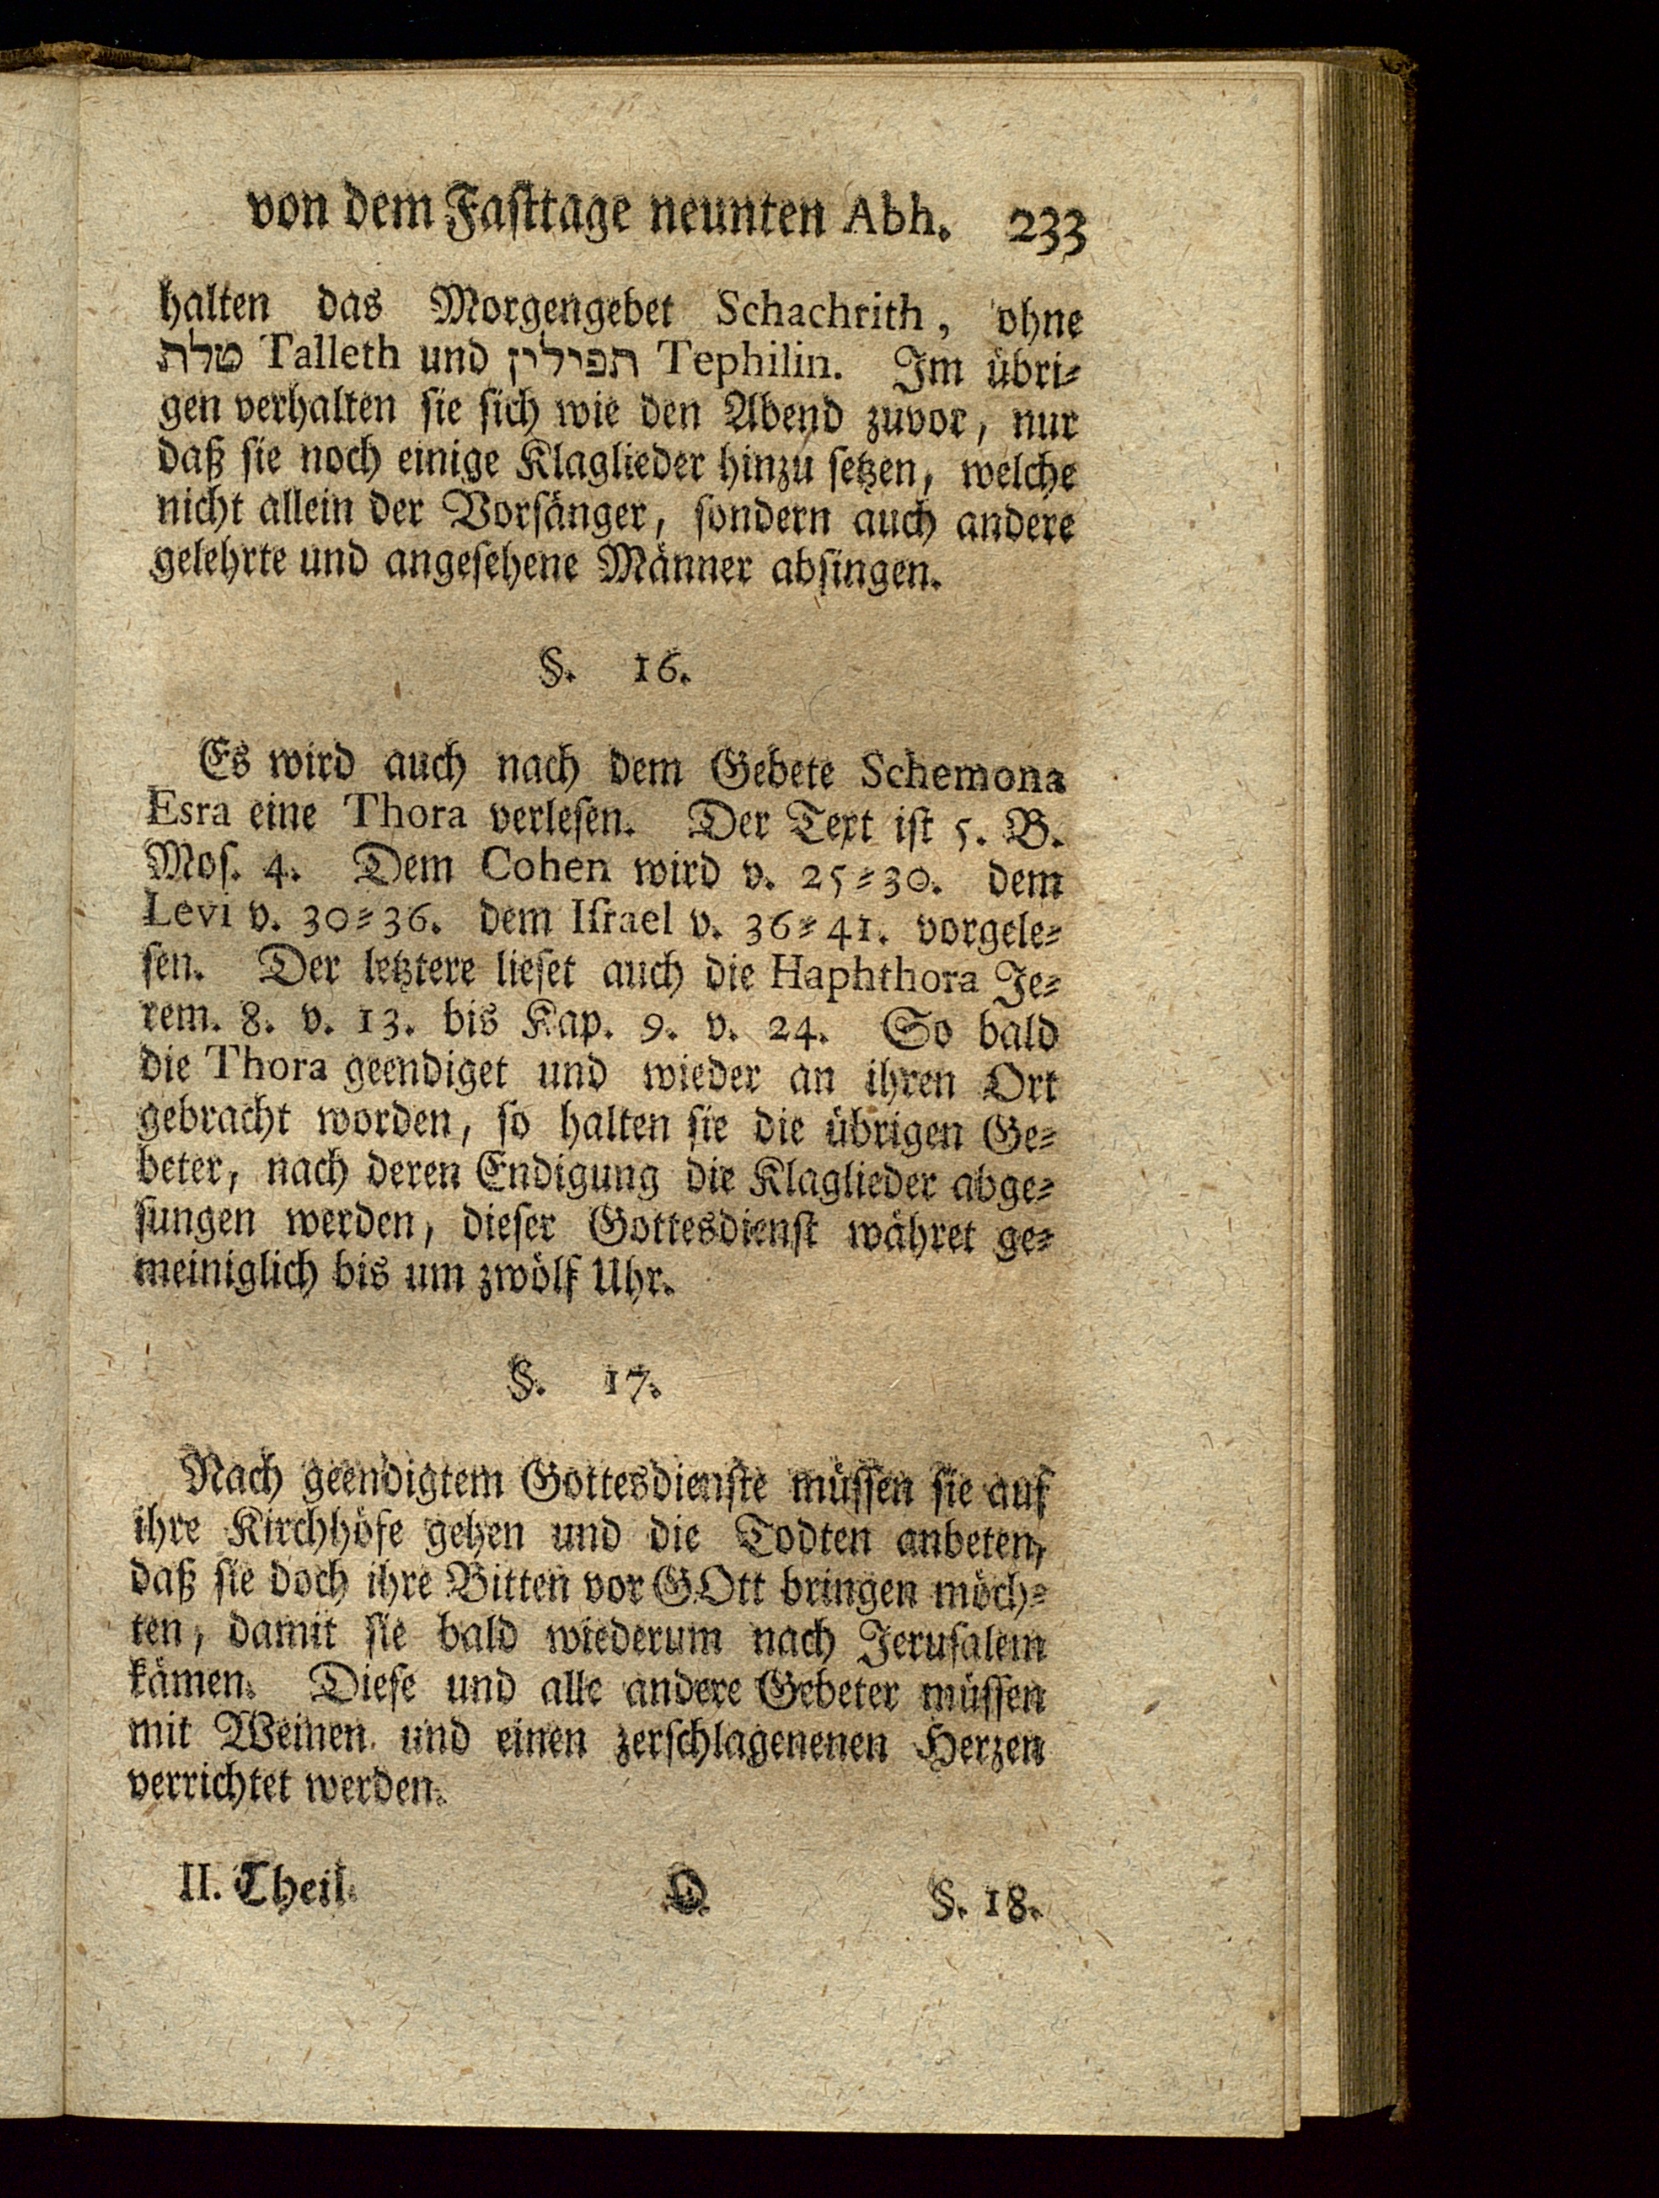 von dem Fasttage neunten Abh. 233
halten das Morgengebet Schachrith, ohne
טלת Talleth und תפילין Tephilin. Im übri⸗
gen verhalten sie sich wie den Abend zuvor, nur
daß sie noch einige Klaglieder hinzu setzen, welche
nicht allein der Vorsänger, sondern auch andere
gelehrte und angesehene Männer absingen.
§. 16.
Es wird auch nach dem Gebete Schemona
Esra eine Thora verlesen. Der Text ist 5. B.
Mos. 4. Dem Cohen wird v. 25⸗30. dem
Levi v. 30⸗36. dem Israel v. 36⸗41. vorgele⸗
sen. Der letztere lieset auch die Haphthora Je⸗
rem. 8. v. 13. bis Kap. 9. v. 24. So bald
die Thora geendiget und wieder an ihren Ort
gebracht worden, so halten sie die übrigen Ge⸗
beter, nach deren Endigung die Klaglieder abge⸗
sungen werden, dieser Gottesdienst währet ge⸗
meiniglich bis um zwölf Uhr.
§. 17.
Nach geendigtem Gottesdienste müssen sie auf
ihre Kirchhöfe gehen und die Todten anbeten,
daß sie doch ihre Bitten vor GOtt bringen möch⸗
ten, damit sie bald wiederum nach Jerusalem
kämen. Diese und alle andere Gebeter müssen
mit Weinen und einen zerschlagenenen Herzen
verrichtet werden.
II. Theil. Q §. 18.